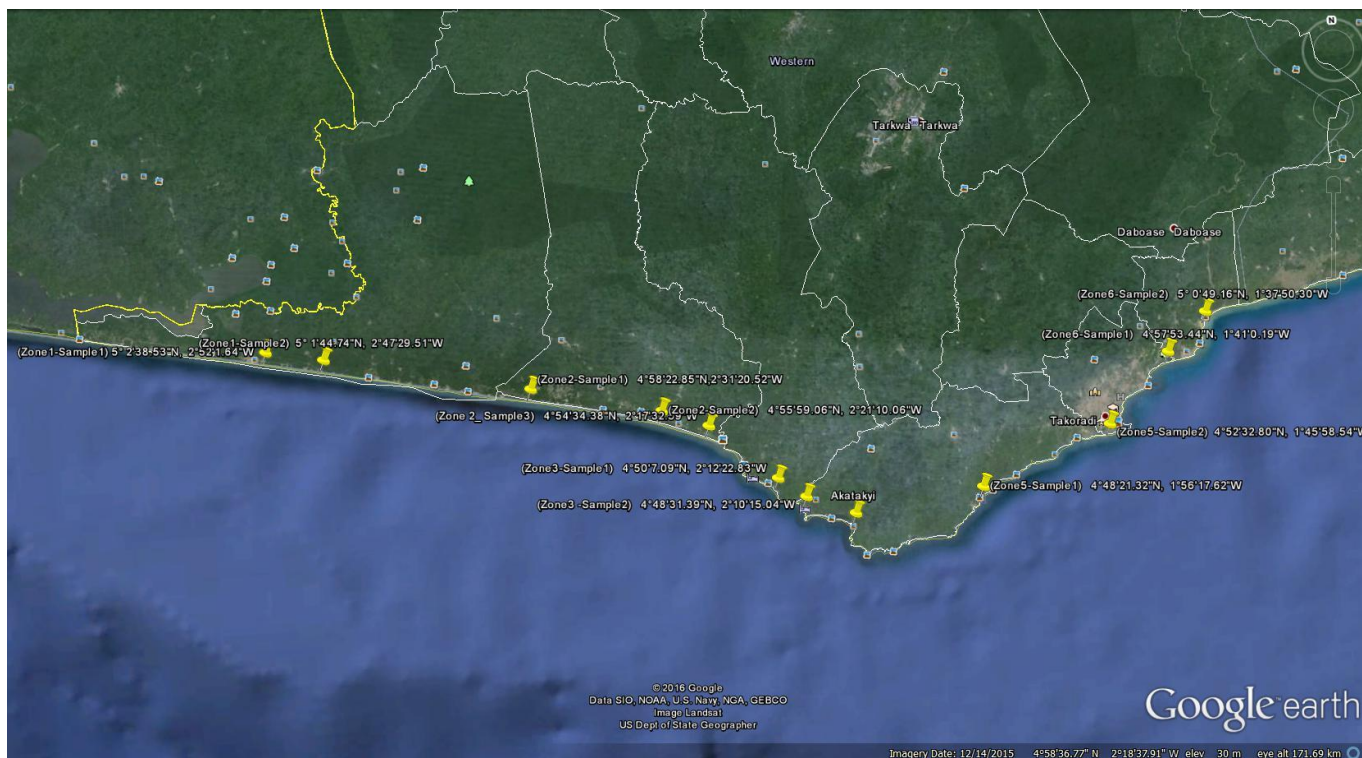 N
Western
Tarkwa Tarkwa
Daboase Daboase
(Zone6-Sample2) 5° 0'49.16"N, 1°37'50.30"W
(Zone6-Sample1) 4°57'53.44"N, 1°41'0.19"W
(Zone1-Sample2) 5° 1'44.74"N, 2°47'29.51"W
(Zone1-Sample1) 5° 2'38.53"N, 2°52'1.64"W
(Zone2-Sample1) 4°58'22.85"N,2°31'20.52"W
(Zone2-Sample2) 4°55'59.06"N, 2°21'10.06"W
(Zone 2_ Sample3) 4°54'34.38"N, 2°17'32.59"W
Takoradi
(Zone5-Sample2) 4°52'32.80"N, 1°45'58.54"W
(Zone3-Sample1) 4°50'7.09"N, 2°12'22.83"W
(Zone5-Sample1) 4°48'21.32"N, 1°56'17.62"W
Akatakyi
(Zone3 -Sample2) 4°48'31.39"N, 2°10'15.04"W
© 2016 Google
Data SIO, NOAA, U.S. Navy, NGA, GEBCO
Image Landsat
US Dept of State Geographer
Google earth
Imagery Date: 12/14/2015 4°58'36.77" N 2°18'37.91" W elev 30 m eye alt 171.69 km